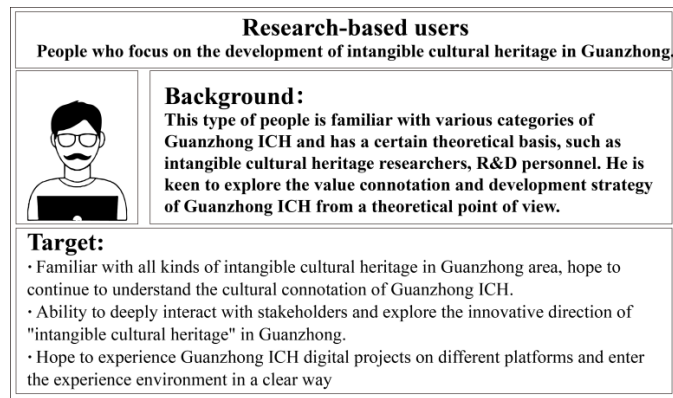 Research-based users
People who focus on the development of intangible cultural heritage in Guanzhong.
Background：
This type of people is familiar with various categories of
Guanzhong ICH and has a certain theoretical basis, such as
intangible cultural heritage researchers, R&D personnel. He is
keen to explore the value connotation and development strategy
of Guanzhong ICH from a theoretical point of view.
Target:
· Familiar with all kinds of intangible cultural heritage in Guanzhong area, hope to
continue to understand the cultural connotation of Guanzhong ICH.
· Ability to deeply interact with stakeholders and explore the innovative direction of
"intangible cultural heritage" in Guanzhong.
· Hope to experience Guanzhong ICH digital projects on different platforms and enter
the experience environment in a clear way